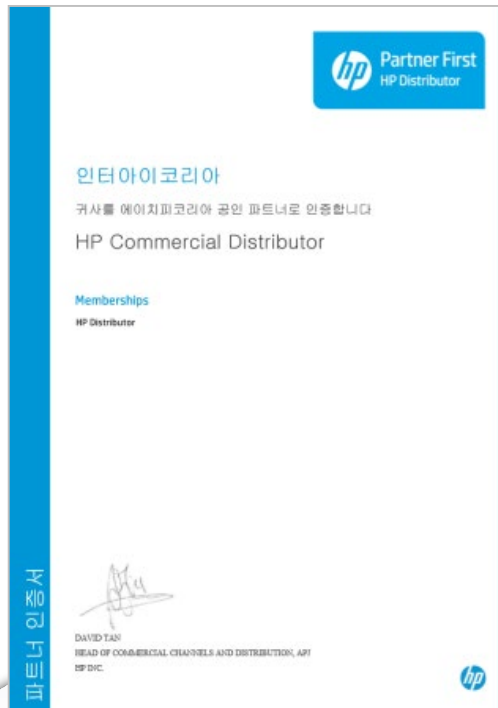 hp
Partner First
HP Distributor
인터아이코리아
귀사를 에이치피코리아 공인 파트너로 인증합니다
HP Commercial Distributor
Memberships
HP Distributor
DAVID TAN
HEAD OF COMMERCIAL CHANNELS AND DISTRIBUTION, APJ
HP INC.
파트너 인증서
hp